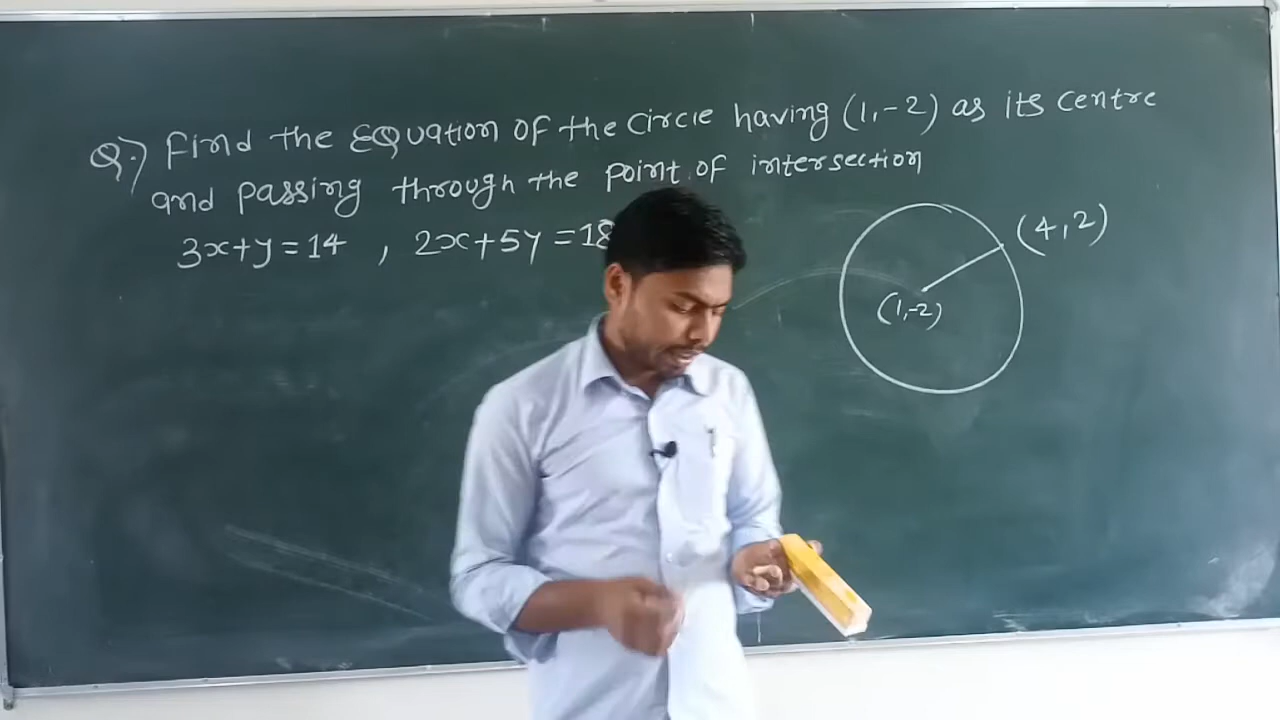 Q.) Find the Equation of the circle having (1,-2) as its centre
and passing through the point of intersection
3x+y=14 , 2x+5y=18
(4,2)
(1,-2)